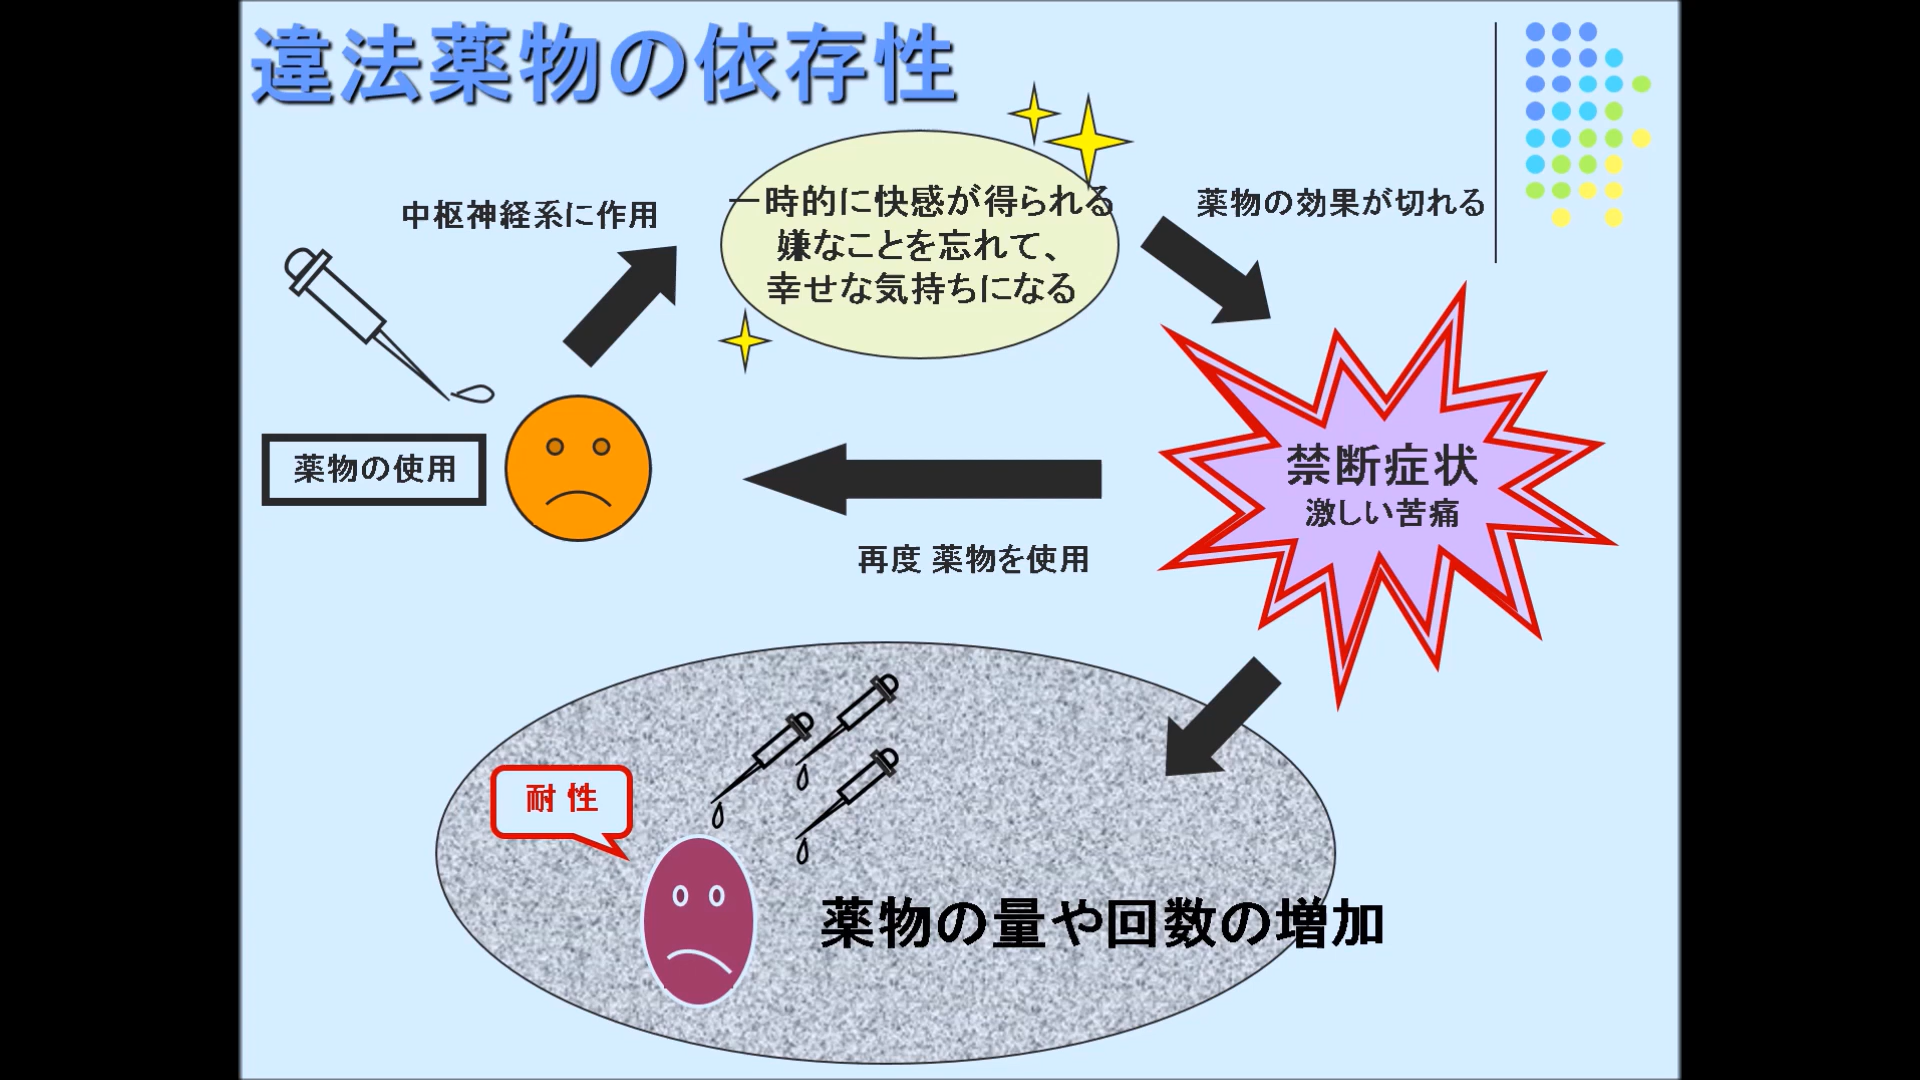 違法薬物の依存性
中枢神経系に作用
一時的に快感が得られる
嫌なことを忘れて、
幸せな気持ちになる
薬物の効果が切れる
薬物の使用
禁断症状
激しい苦痛
再度 薬物を使用
耐 性
薬物の量や回数の増加